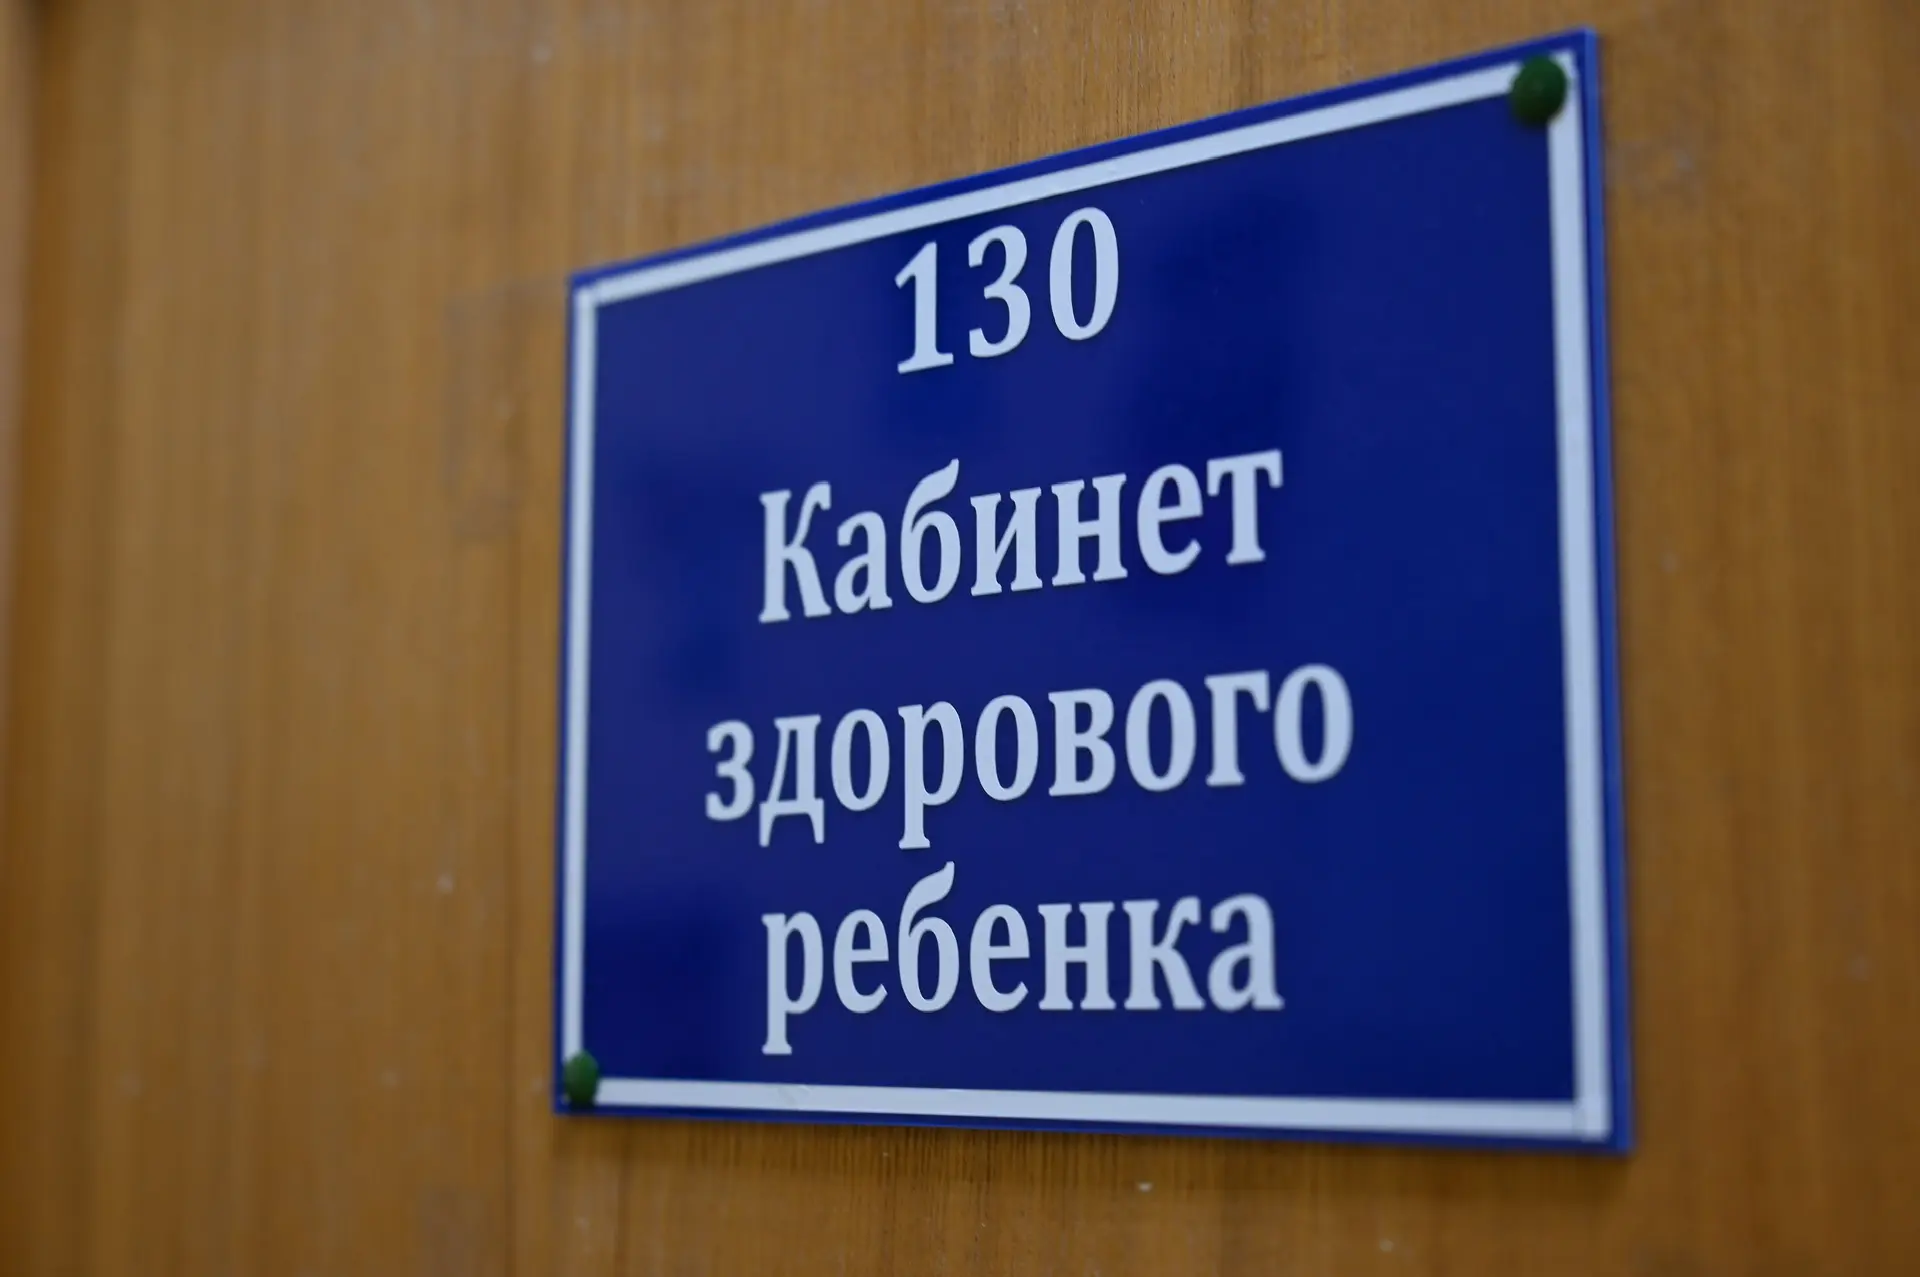 130
Кабинет
здорового
ребенка